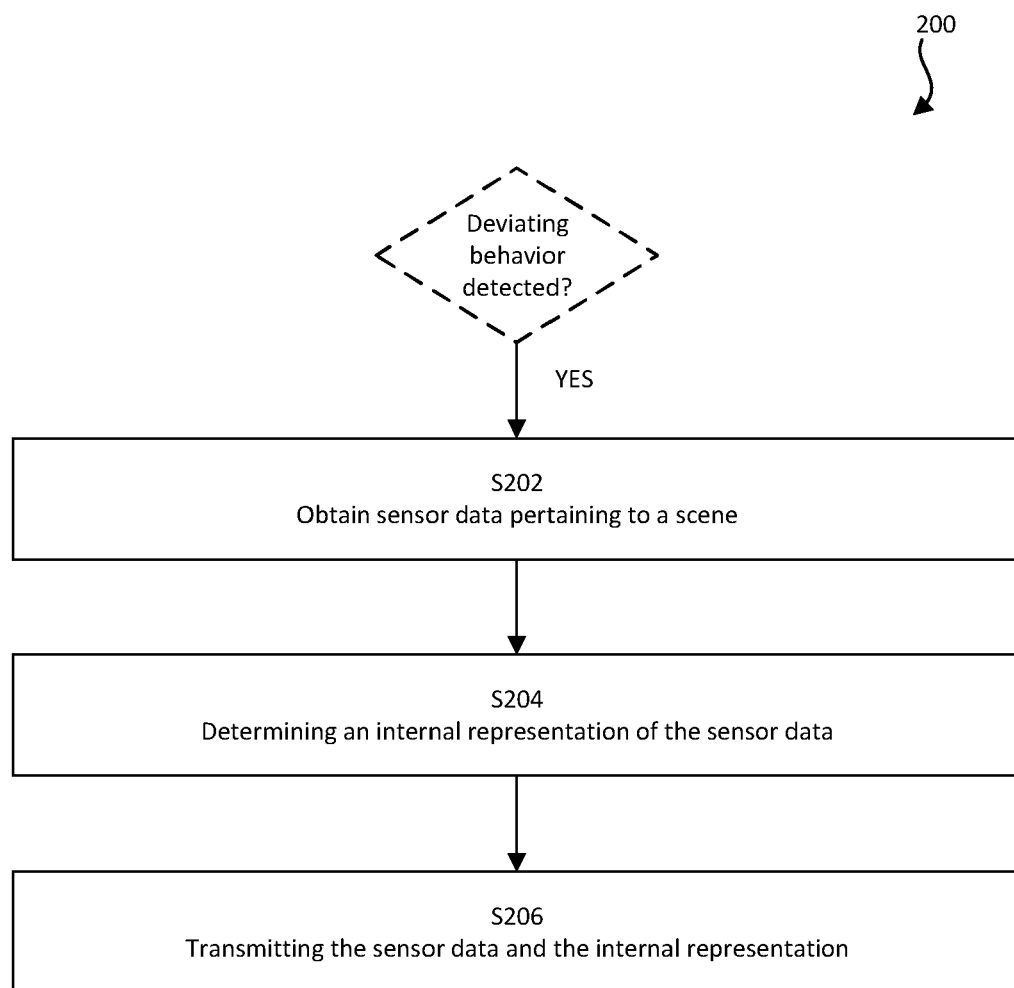 200
Deviating
behavior
detected?
YES
S202
Obtain sensor data pertaining to a scene
S204
Determining an internal representation of the sensor data
S206
Transmitting the sensor data and the internal representation